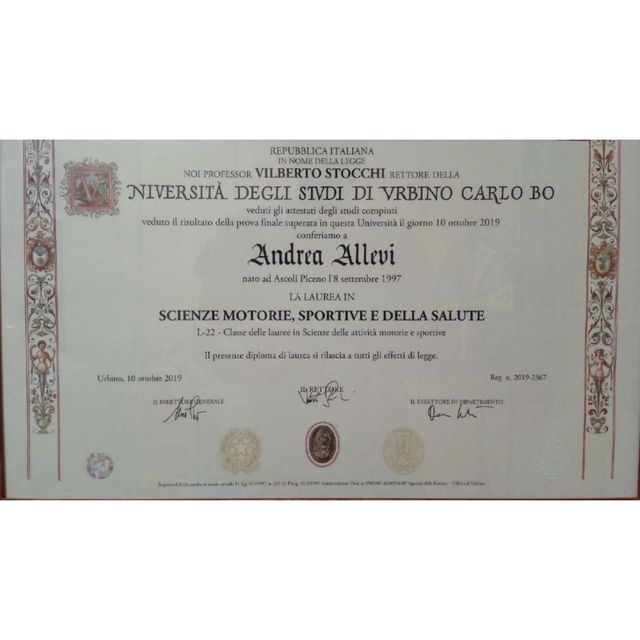 REPUBBLICA ITALIANA
IN NOME DELLA LEGGE
NOI PROFESSOR VILBERTO STOCCHI RETTORE DELLA
VNIVERSITÀ DEGLI STVDI DI VRBINO CARLO BO
veduti gli attestati degli studi compiuti
veduto il risultato della prova finale superata in questa Università il giorno 10 ottobre 2019
conferiamo a
Andrea Allevi
nato ad Ascoli Piceno l'8 settembre 1997
LA LAUREA IN
SCIENZE MOTORIE, SPORTIVE E DELLA SALUTE
L-22 - Classe delle lauree in Scienze delle attività motorie e sportive
Il presente diploma di laurea si rilascia a tutti gli effetti di legge.
Urbino, 10 ottobre 2019
Reg. n. 2019-2367
IL RETTORE
IL DIRETTORE GENERALE
IL DIRETTORE DI DIPARTIMENTO